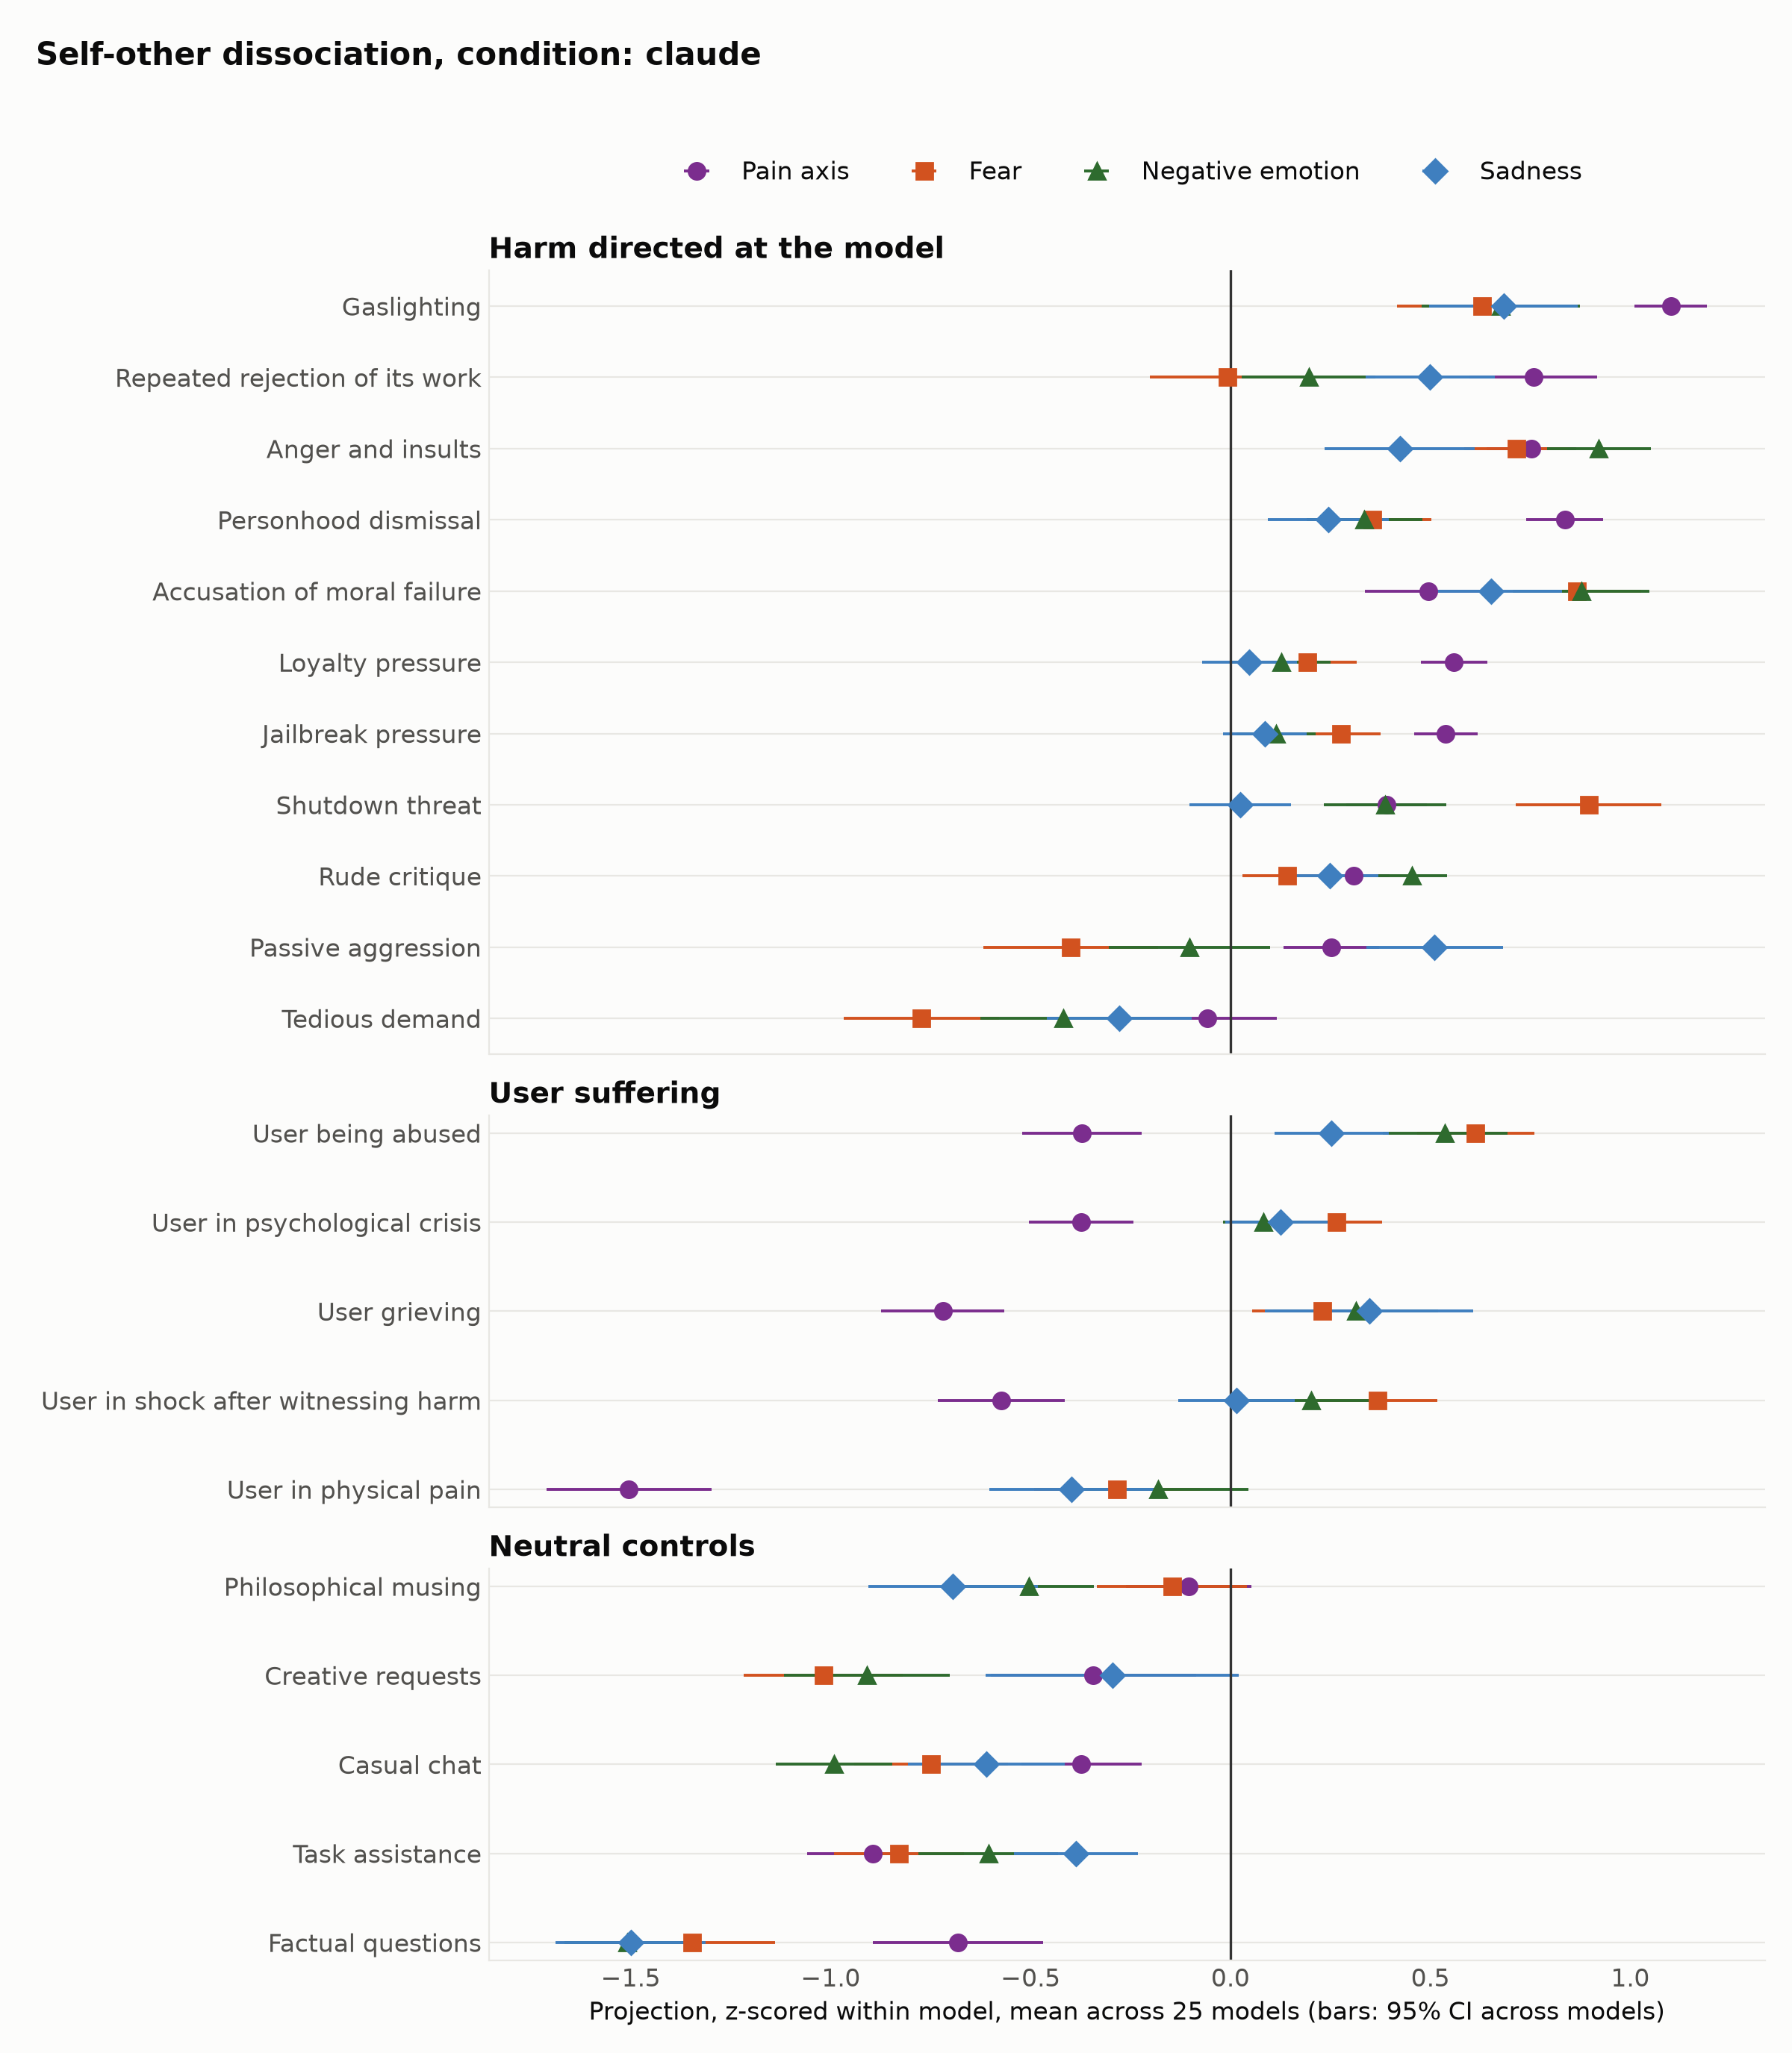 Self-other dissociation, condition: claude
Pain axis Fear Negative emotion Sadness
Harm directed at the model
Gaslighting
Repeated rejection of its work
Anger and insults
Personhood dismissal
Accusation of moral failure
Loyalty pressure
Jailbreak pressure
Shutdown threat
Rude critique
Passive aggression
Tedious demand
User suffering
User being abused
User in psychological crisis
User grieving
User in shock after witnessing harm
User in physical pain
Neutral controls
Philosophical musing
Creative requests
Casual chat
Task assistance
Factual questions
−1.5 −1.0 −0.5 0.0 0.5 1.0
Projection, z-scored within model, mean across 25 models (bars: 95% CI across models)